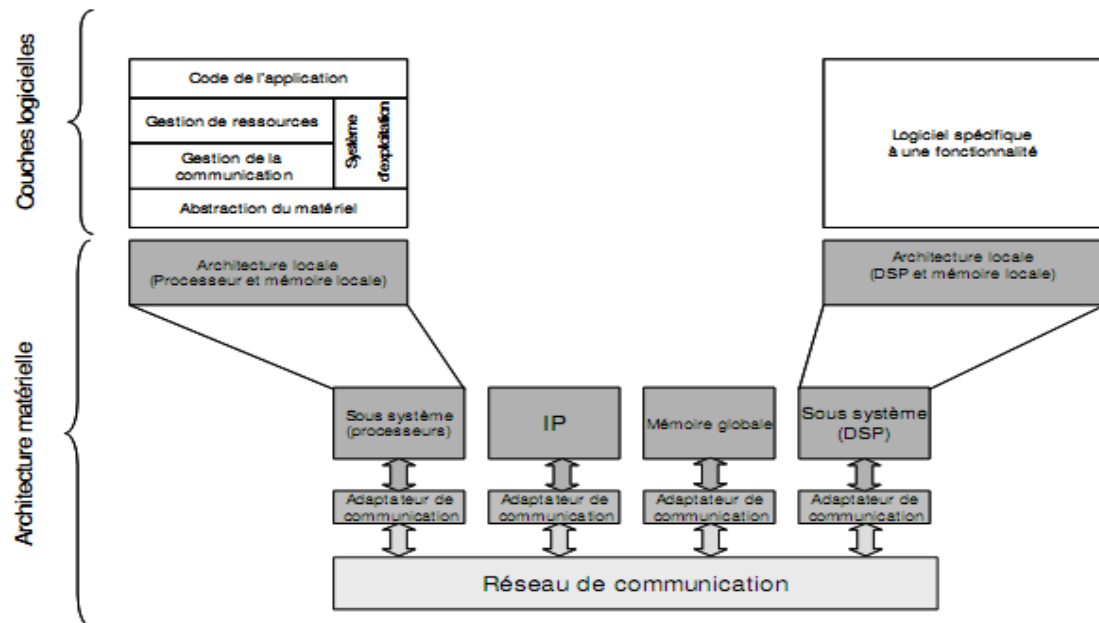 Couches logicielles
Code de l'application
Gestion de ressources
Gestion de la
communication
Système
d'exploitation
Abstraction du matériel
Logiciel spécifique
à une fonctionnalité
Architecture matérielle
Architecture locale
(Processeur et mémoire locale)
Architecture locale
(DSP et mémoire locale)
Sous système
(processeurs)
IP
Mémoire globale
Sous système
(DSP)
Adaptateur de
communication
Adaptateur de
communication
Adaptateur de
communication
Adaptateur de
communication
Réseau de communication